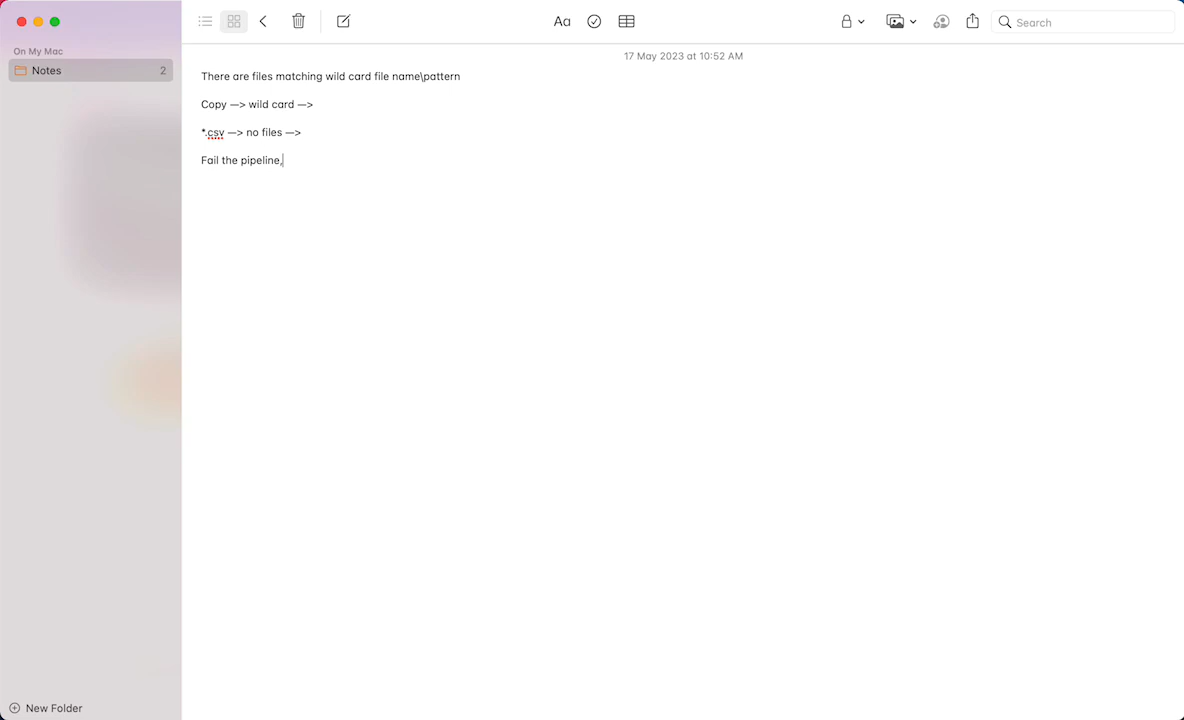 Aa
Search
On My Mac
Notes 2
17 May 2023 at 10:52 AM
There are files matching wild card file name\pattern
Copy —> wild card —>
*.csv —> no files —>
Fail the pipeline,
New Folder